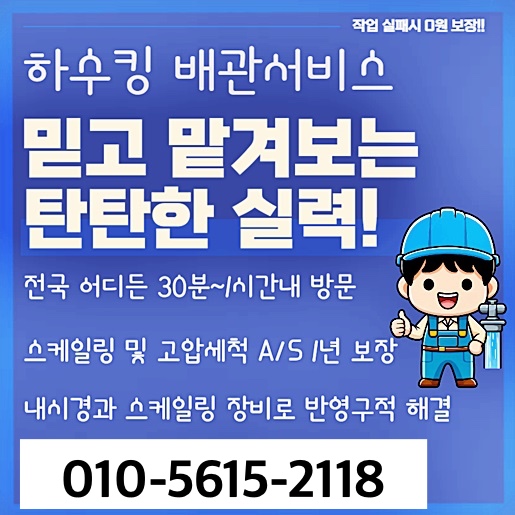 작업 실패시 0원 보장!!
하수킹 배관서비스
믿고 맡겨보는
탄탄한 실력!
전국 어디든 30분~1시간내 방문
스케일링 및 고압세척 A/S 1년 보장
내시경과 스케일링 장비로 반영구적 해결
010-5615-2118